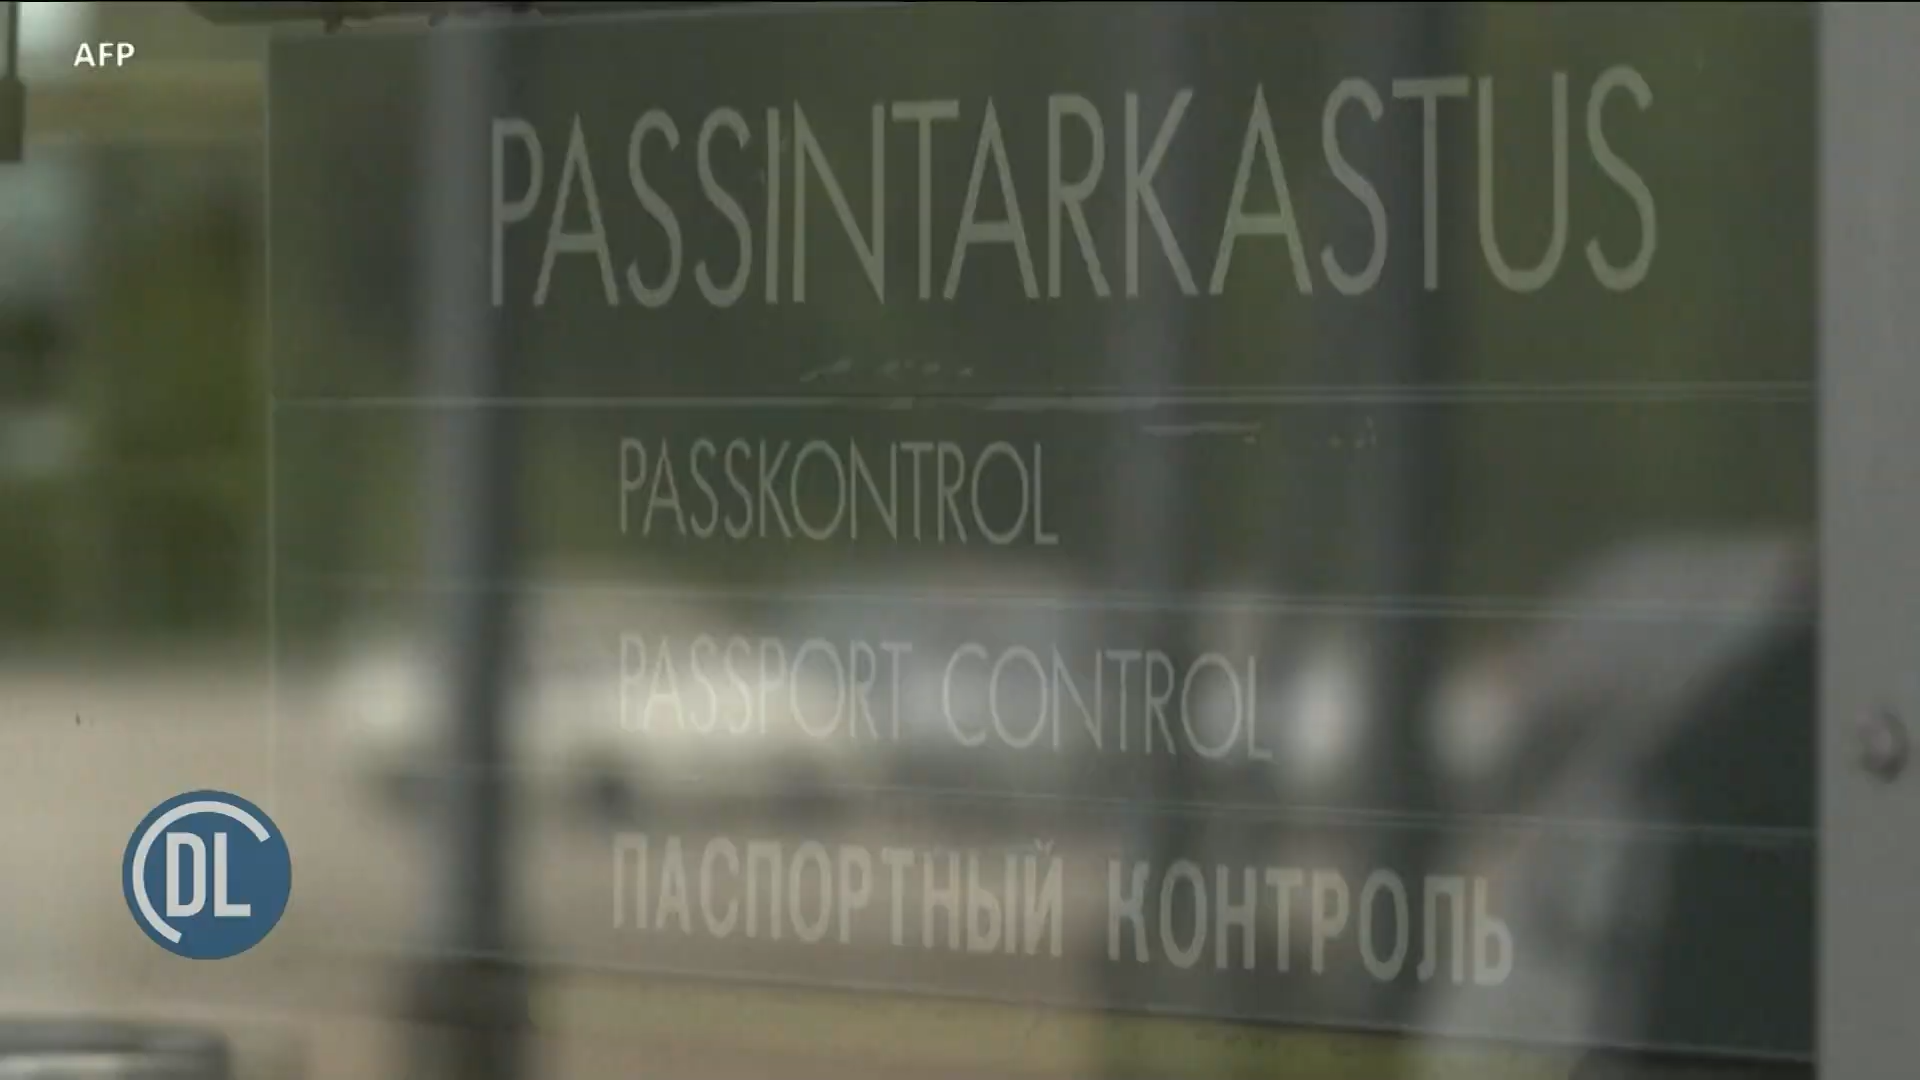 AFP
PASSINTARKASTUS
PASSKONTROL
PASSPORT CONTROL
ПАСПОРТНЫЙ КОНТРОЛЬ
DL